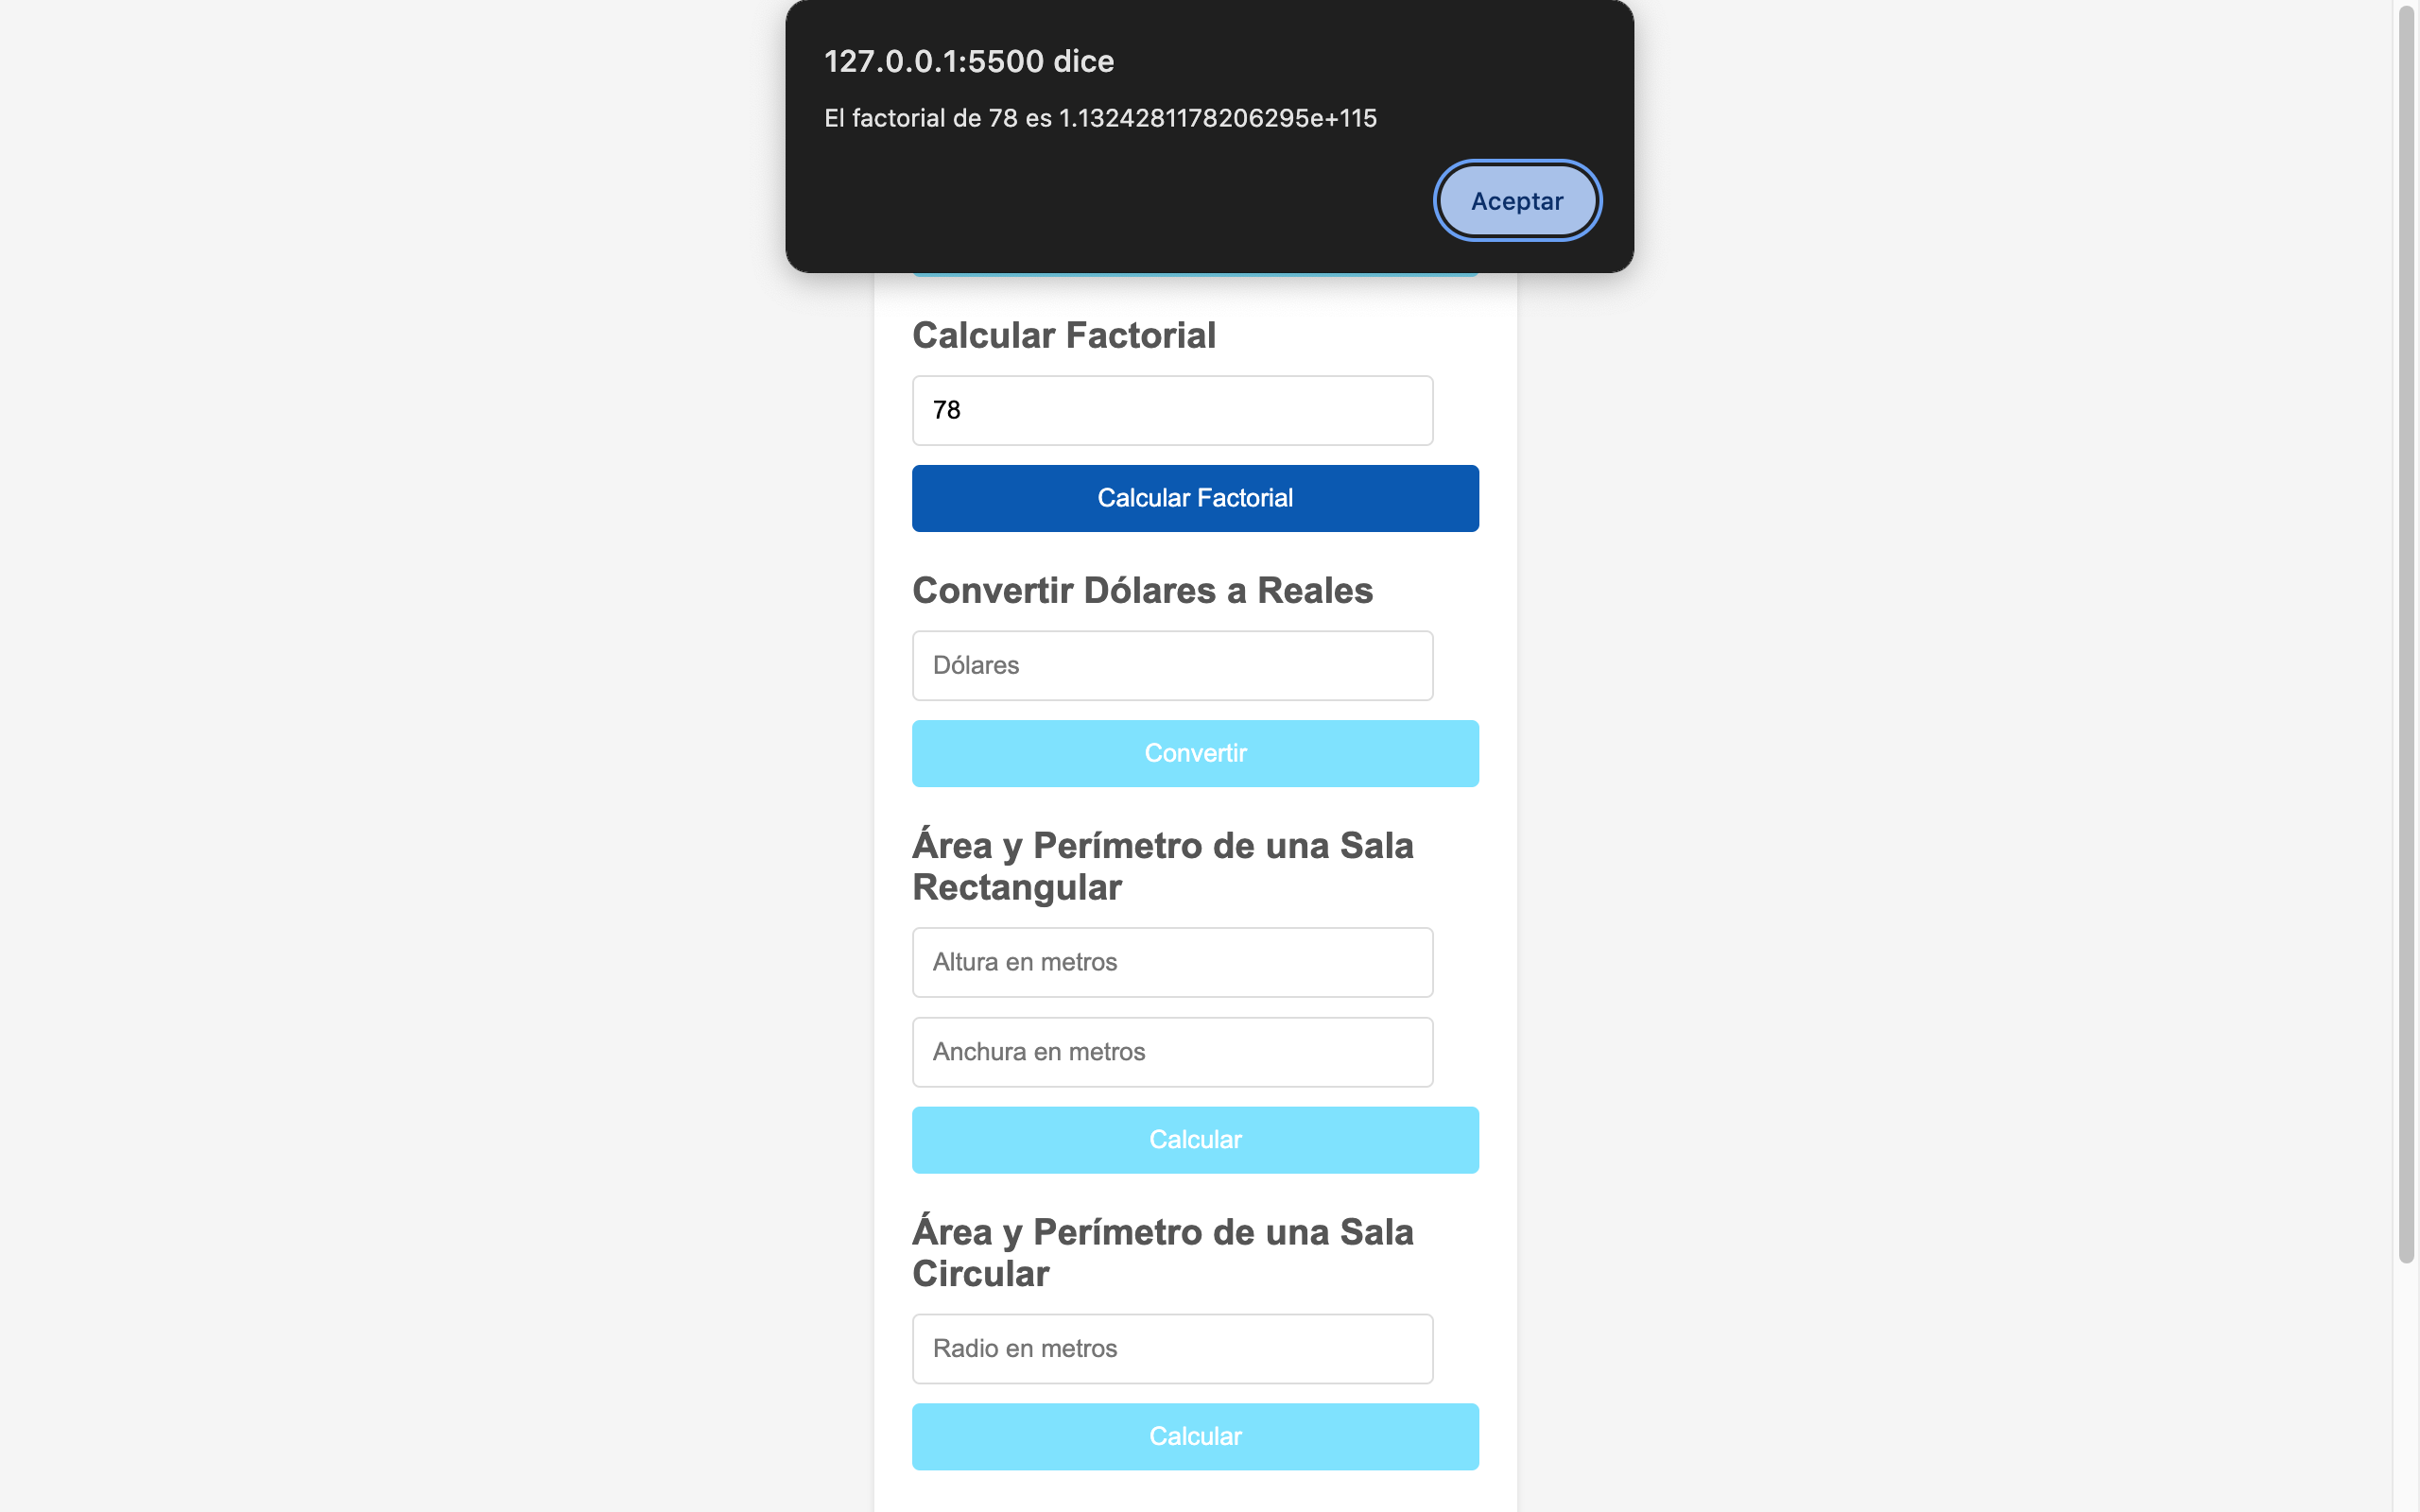 127.0.0.1:5500 dice
El factorial de 78 es 1.1324281178206295e+115
Aceptar
Calcular Factorial
78
Calcular Factorial
Convertir Dólares a Reales
Dólares
Convertir
Área y Perímetro de una Sala
Rectangular
Altura en metros
Anchura en metros
Calcular
Área y Perímetro de una Sala
Circular
Radio en metros
Calcular